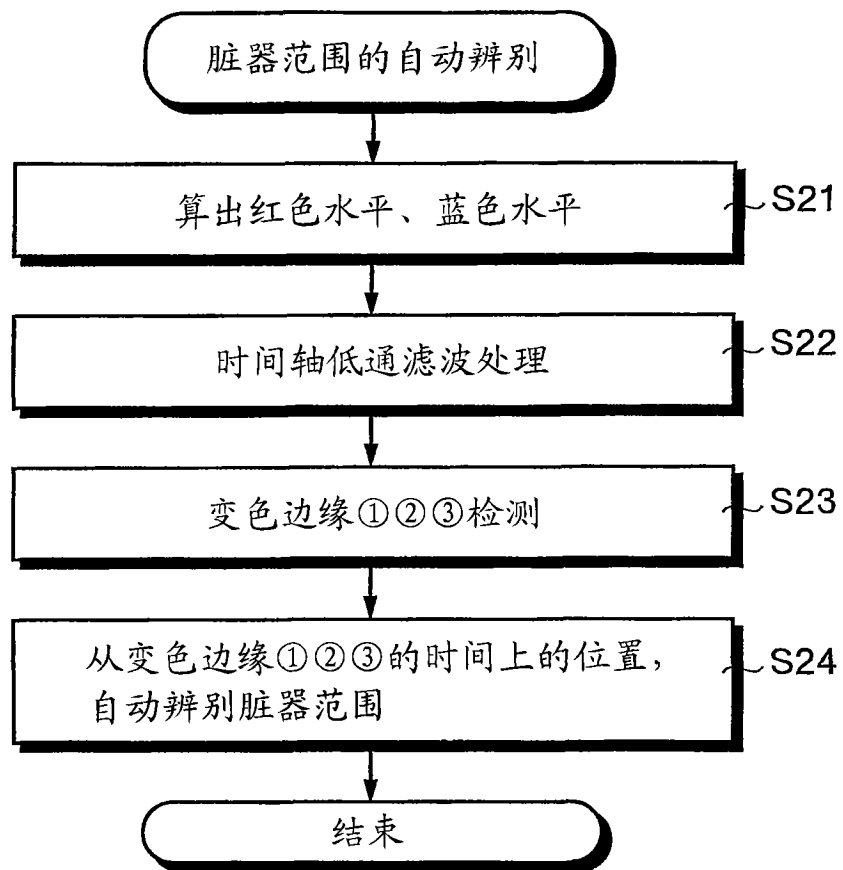 脏器范围的自动辨别
算出红色水平、蓝色水平
S21
时间轴低通滤波处理
S22
变色边缘①②③检测
S23
从变色边缘①②③的时间上的位置，
自动辨别脏器范围
S24
结束